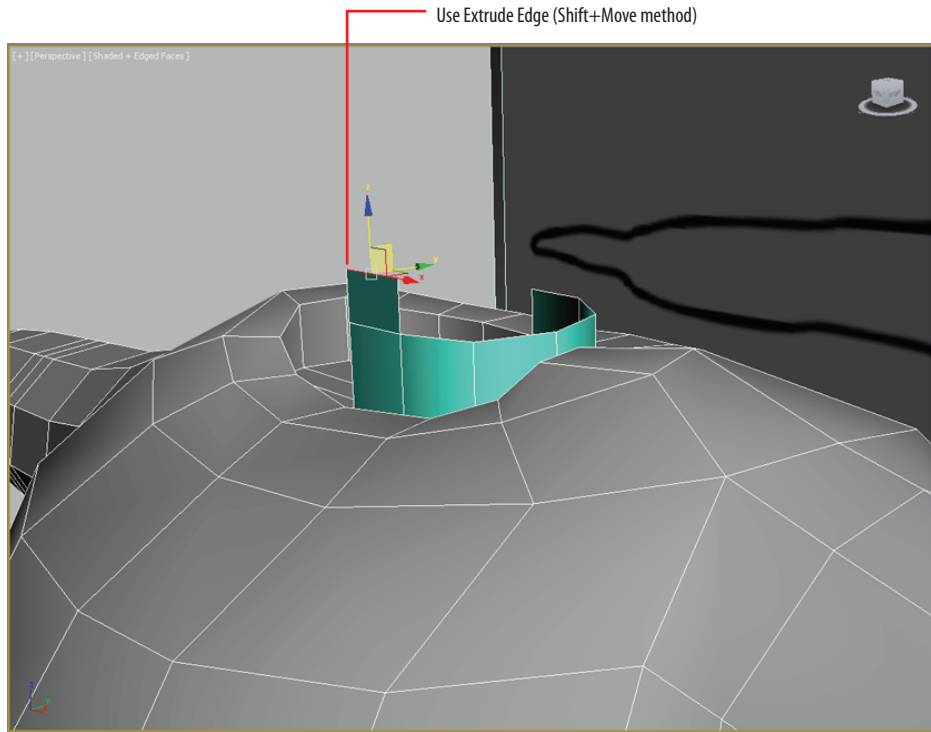 Use Extrude Edge (Shift+Move method)
[ + ] [Perspective ] [ Shaded + Edged Faces ]
z
y
x
z
y
x